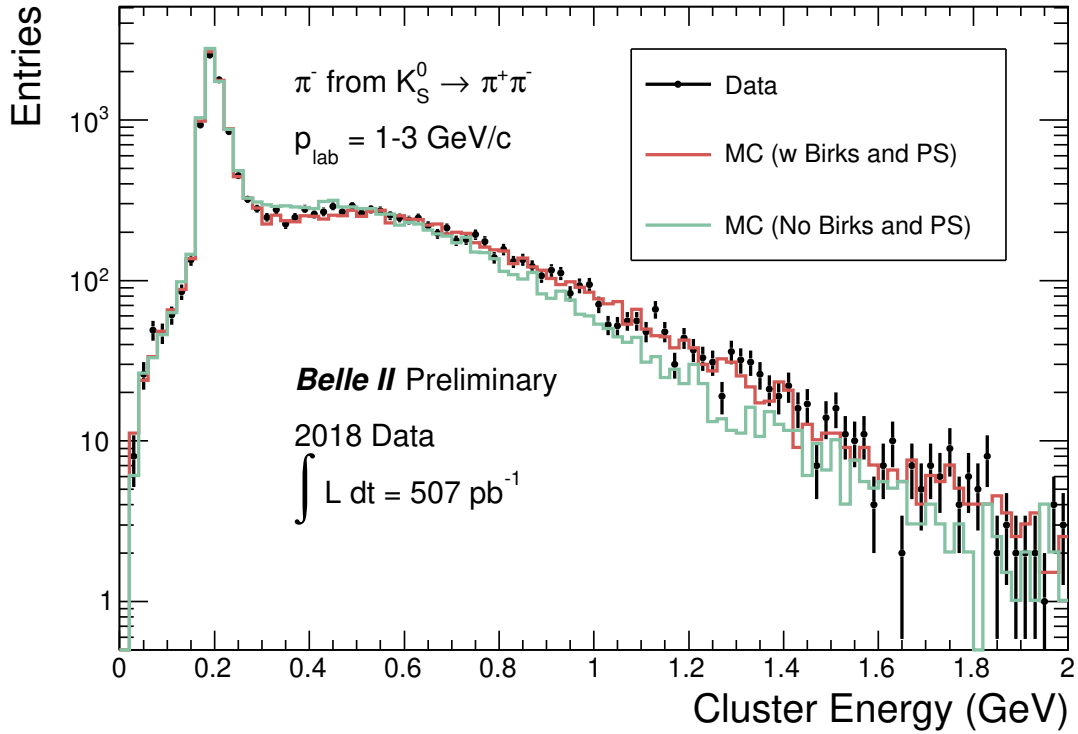 Entries
10³
10²
10
1
π⁻ from K⁰_S → π⁺π⁻
p_lab = 1-3 GeV/c
Data
MC (w Birks and PS)
MC (No Birks and PS)
Belle II Preliminary
2018 Data
∫ L dt = 507 pb⁻¹
0 0.2 0.4 0.6 0.8 1 1.2 1.4 1.6 1.8 2
Cluster Energy (GeV)